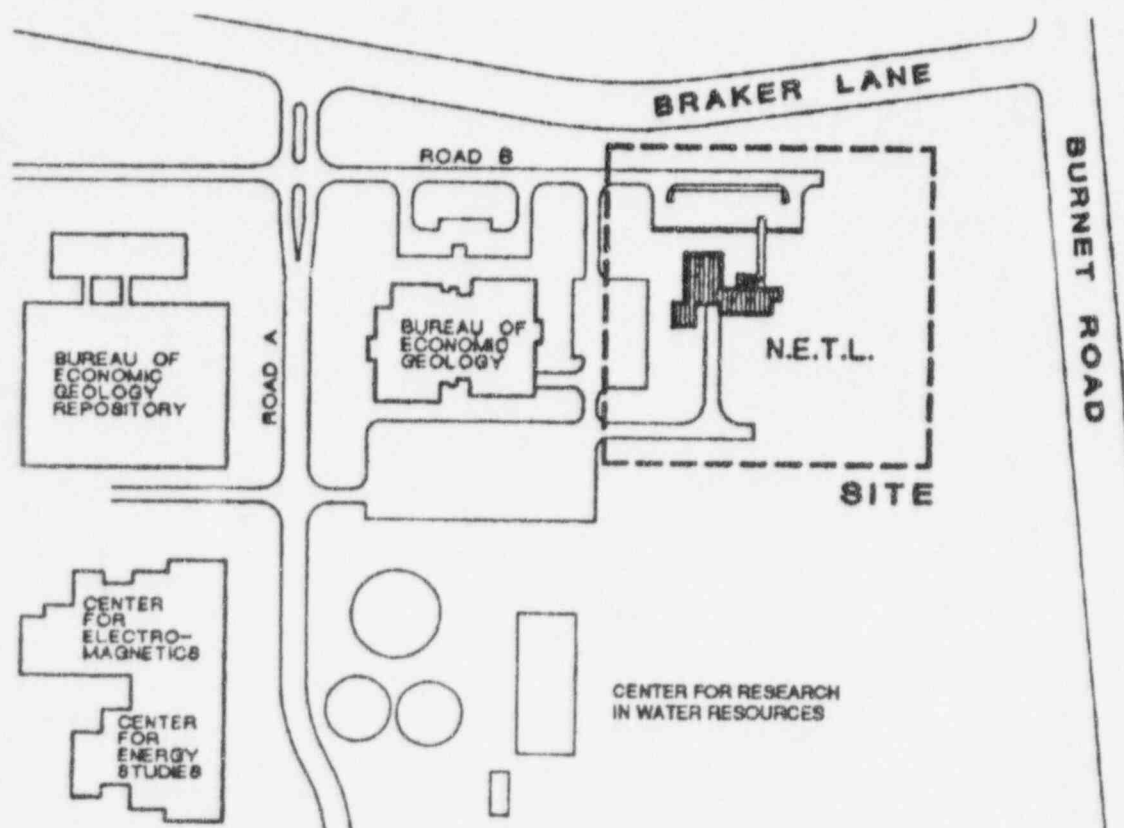 BRAKER LANE
BURNET ROAD
ROAD B
ROAD A
BUREAU OF
ECONOMIC
GEOLOGY
REPOSITORY
BUREAU OF
ECONOMIC
GEOLOGY
N.E.T.L.
SITE
CENTER
FOR
ELECTRO-
MAGNETICS
CENTER
FOR
ENERGY
STUDIES
CENTER FOR RESEARCH
IN WATER RESOURCES